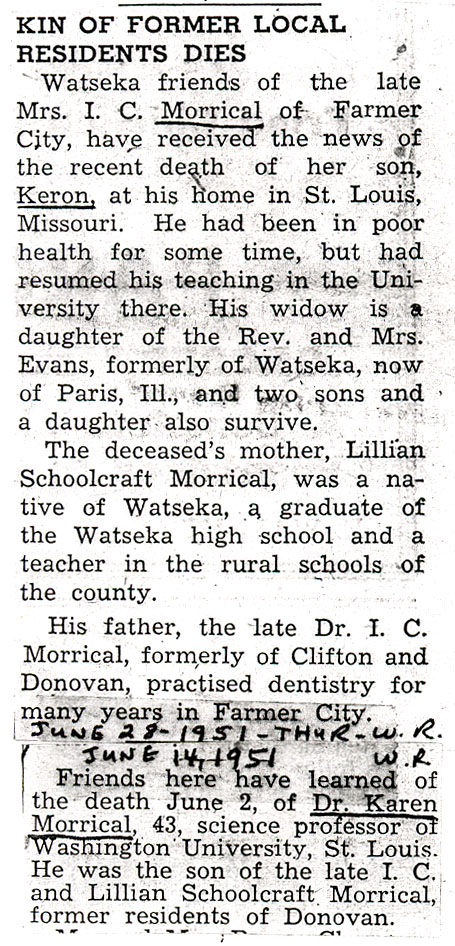 KIN OF FORMER LOCAL
RESIDENTS DIES
Watseka friends of the late
Mrs. I. C. Morrical of Farmer
City, have received the news of
the recent death of her son,
Keron, at his home in St. Louis,
Missouri. He had been in poor
health for some time, but had
resumed his teaching in the Uni-
versity there. His widow is a
daughter of the Rev. and Mrs.
Evans, formerly of Watseka, now
of Paris, Ill., and two sons and
a daughter also survive.
The deceased's mother, Lillian
Schoolcraft Morrical, was a na-
tive of Watseka, a graduate of
the Watseka high school and a
teacher in the rural schools of
the county.
His father, the late Dr. I. C.
Morrical, formerly of Clifton and
Donovan, practised dentistry for
many years in Farmer City.
JUNE 28-1951-THUR-W.R.
JUNE 14, 1951 W.R
Friends here have learned of
the death June 2, of Dr. Karen
Morrical, 43, science professor of
Washington University, St. Louis.
He was the son of the late I. C.
and Lillian Schoolcraft Morrical,
former residents of Donovan.